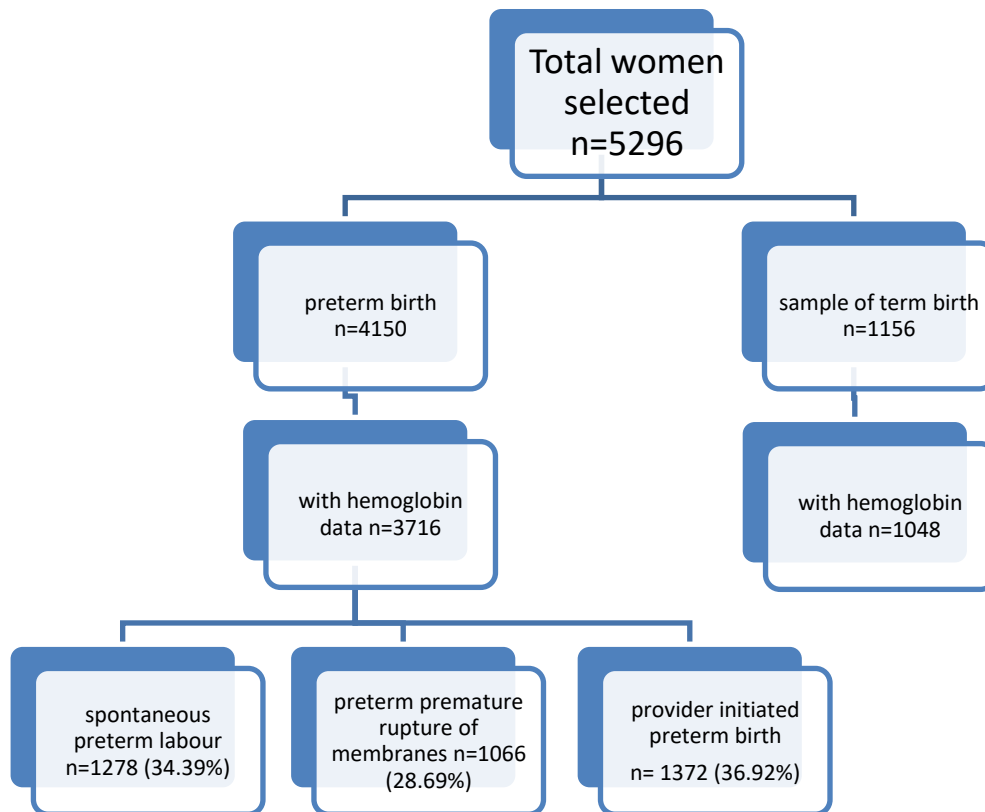 Total women
selected
n=5296
preterm birth
n=4150
sample of term birth
n=1156
with hemoglobin
data n=3716
with hemoglobin
data n=1048
spontaneous
preterm labour
n=1278 (34.39%)
preterm premature
rupture of
membranes n=1066
(28.69%)
provider initiated
preterm birth
n= 1372 (36.92%)